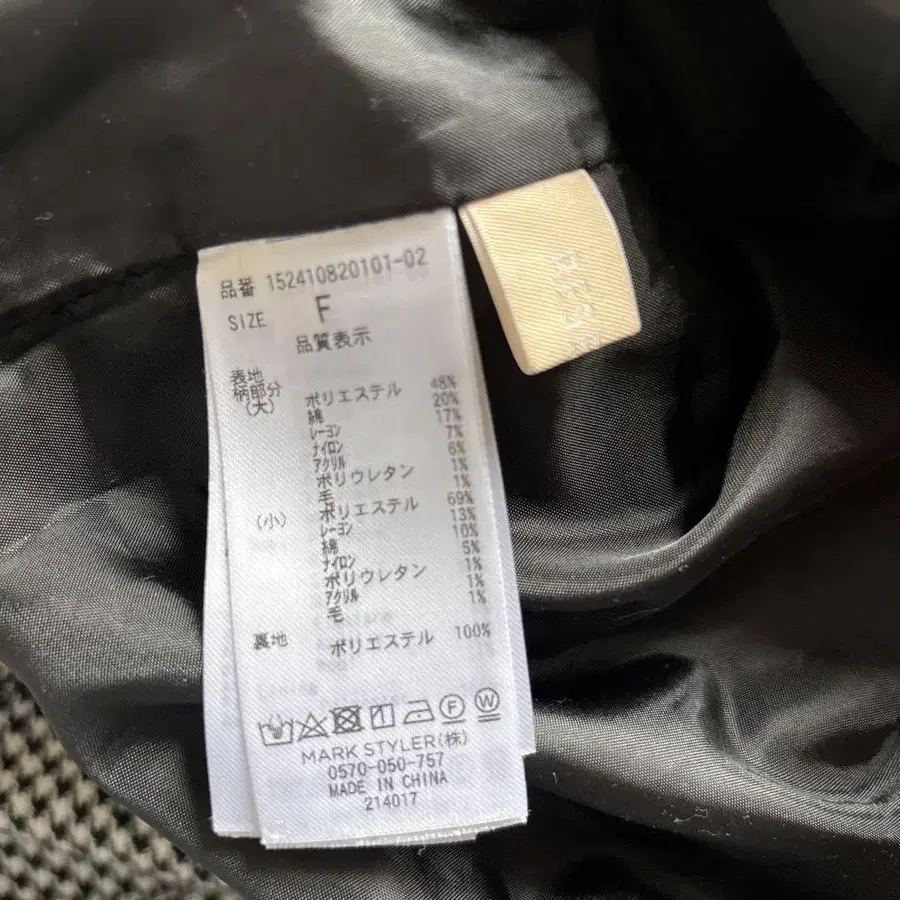 品番 152410820101-02
SIZE F
品質表示
表地
柄部分
(大) ポリエステル 48%
綿 20%
レーヨン 17%
ナイロン 7%
アクリル 6%
ポリウレタン 1%
毛 1%
(小) ポリエステル 69%
レーヨン 13%
綿 10%
ナイロン 5%
ポリウレタン 1%
アクリル 1%
毛 1%
裏地 ポリエステル 100%
F W
MARK STYLER(株)
0570-050-757
MADE IN CHINA
214017